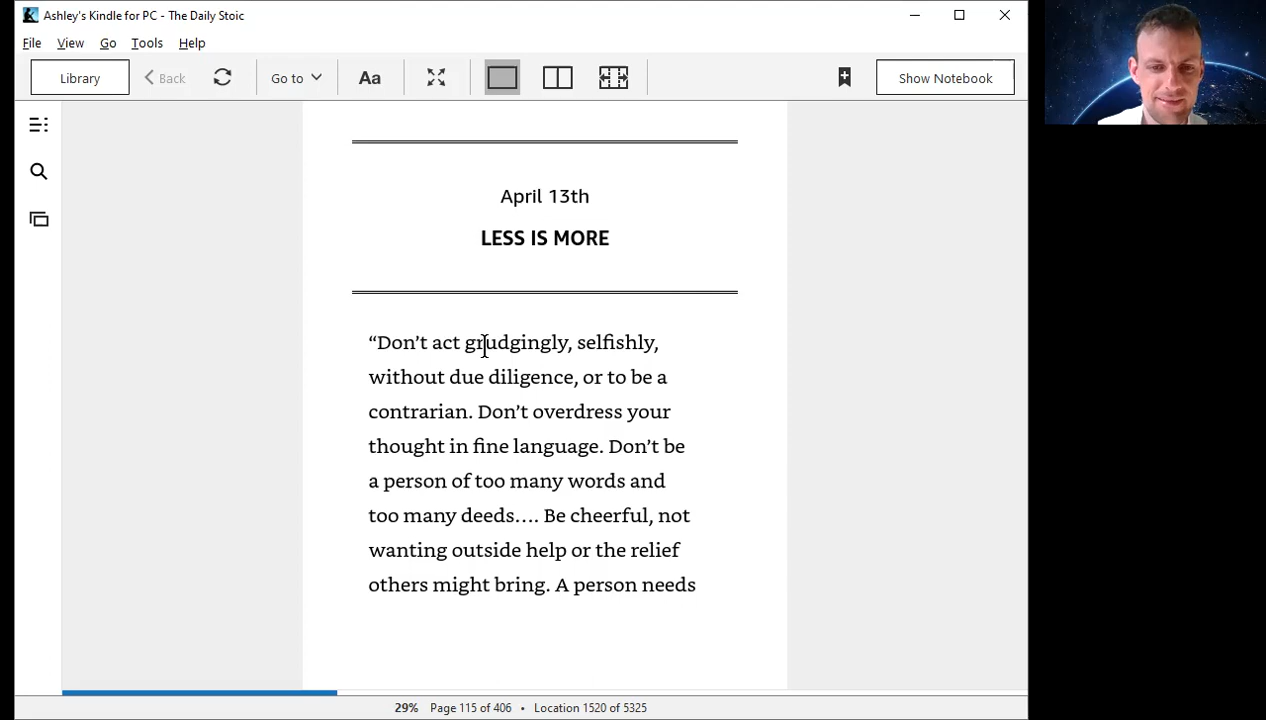 Ashley's Kindle for PC - The Daily Stoic
File View Go Tools Help
Library Back Go to Aa Show Notebook
April 13th
LESS IS MORE
“Don’t act grudgingly, selfishly,
without due diligence, or to be a
contrarian. Don’t overdress your
thought in fine language. Don’t be
a person of too many words and
too many deeds.... Be cheerful, not
wanting outside help or the relief
others might bring. A person needs
29% Page 115 of 406 • Location 1520 of 5325